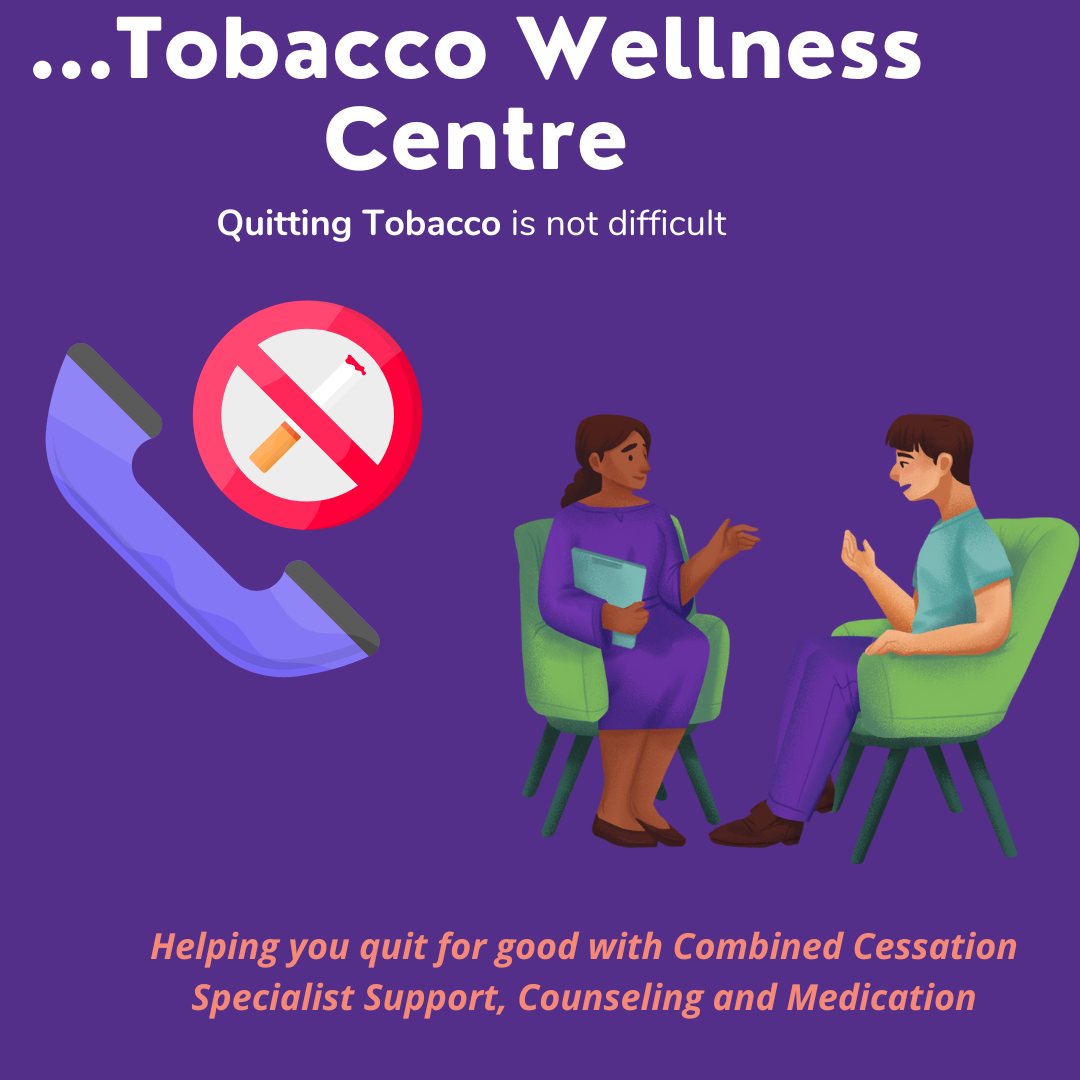 ...Tobacco Wellness
Centre
Quitting Tobacco is not difficult
Helping you quit for good with Combined Cessation
Specialist Support, Counseling and Medication